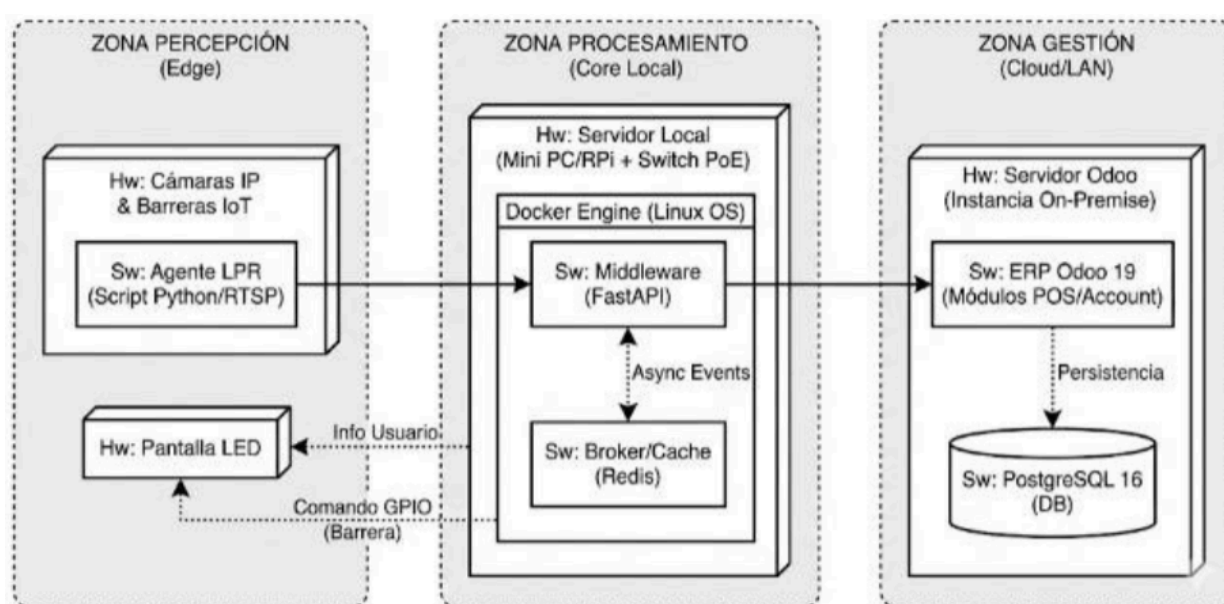 ZONA PERCEPCIÓN
(Edge)
Hw: Cámaras IP
& Barreras IoT
Sw: Agente LPR
(Script Python/RTSP)
Hw: Pantalla LED
Info Usuario
Comando GPIO
(Barrera)
ZONA PROCESAMIENTO
(Core Local)
Hw: Servidor Local
(Mini PC/RPi + Switch PoE)
Docker Engine (Linux OS)
Sw: Middleware
(FastAPI)
Async Events
Sw: Broker/Cache
(Redis)
ZONA GESTIÓN
(Cloud/LAN)
Hw: Servidor Odoo
(Instancia On-Premise)
Sw: ERP Odoo 19
(Módulos POS/Account)
Persistencia
Sw: PostgreSQL 16
(DB)